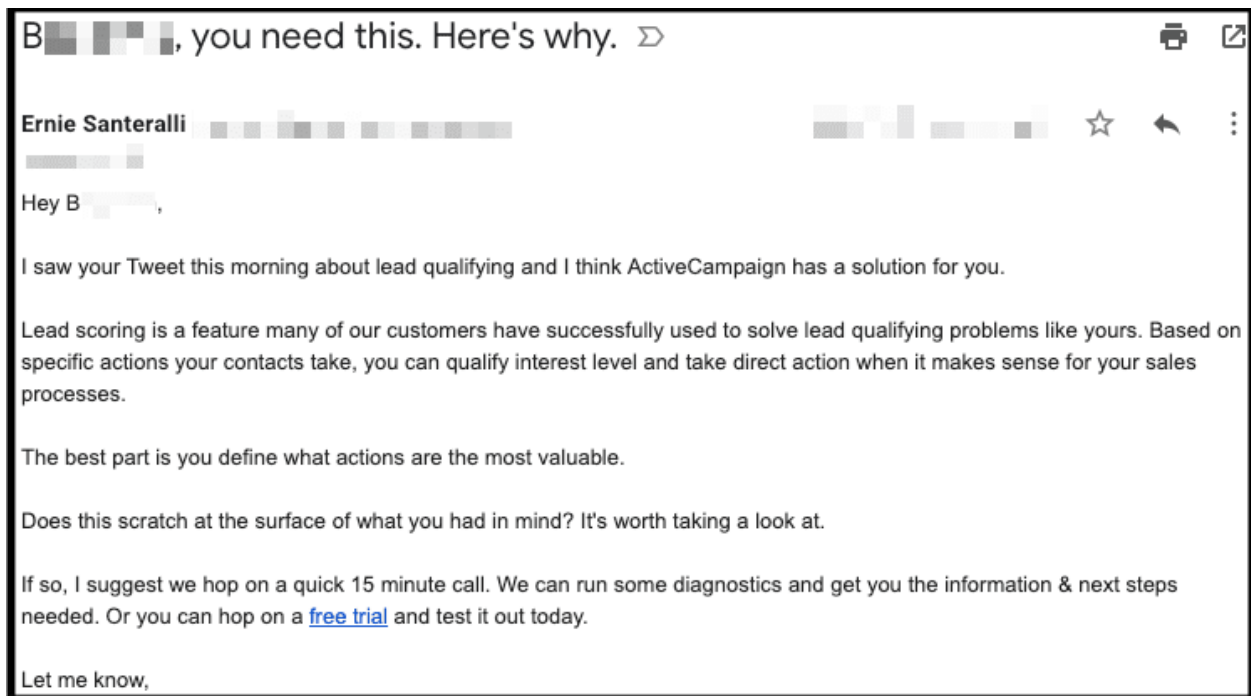 B, you need this. Here's why.
Ernie Santeralli
Hey B,
I saw your Tweet this morning about lead qualifying and I think ActiveCampaign has a solution for you.
Lead scoring is a feature many of our customers have successfully used to solve lead qualifying problems like yours. Based on
specific actions your contacts take, you can qualify interest level and take direct action when it makes sense for your sales
processes.
The best part is you define what actions are the most valuable.
Does this scratch at the surface of what you had in mind? It's worth taking a look at.
If so, I suggest we hop on a quick 15 minute call. We can run some diagnostics and get you the information & next steps
needed. Or you can hop on a free trial and test it out today.
Let me know,